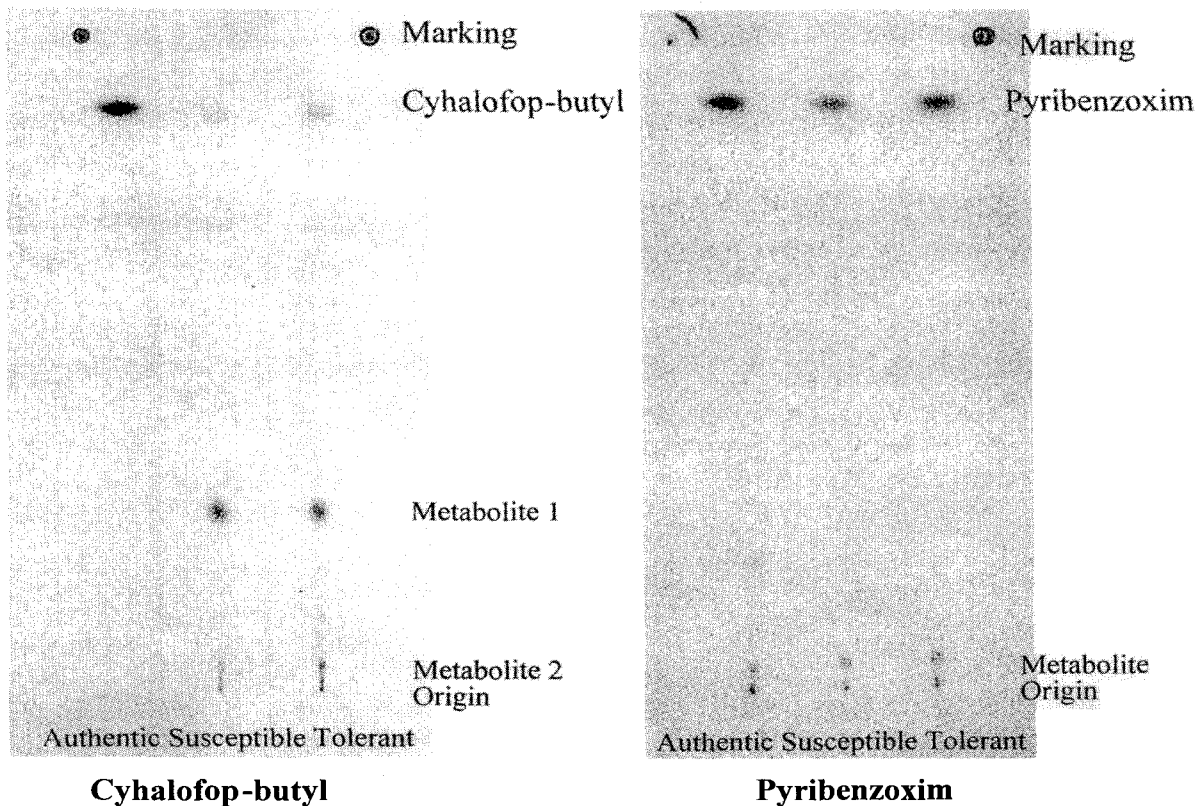 Marking
Cyhalofop-butyl
Metabolite 1
Metabolite 2
Origin
Authentic Susceptible Tolerant
Cyhalofop-butyl
Marking
Pyribenzoxim
Metabolite
Origin
Authentic Susceptible Tolerant
Pyribenzoxim